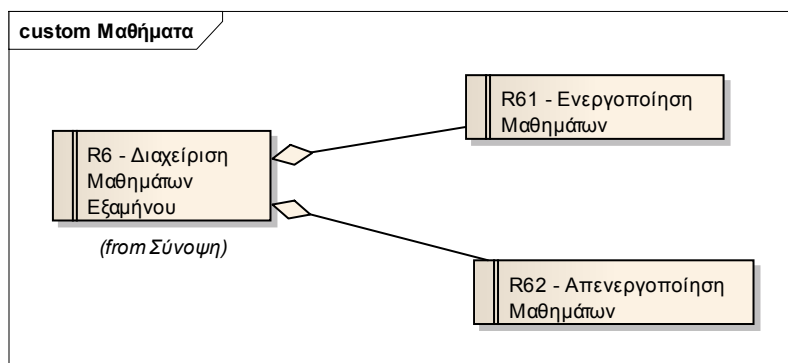 custom Μαθήματα
R6 - Διαχείριση
Μαθημάτων
Εξαμήνου
(from Σύνοψη)
R61 - Ενεργοποίηση
Μαθημάτων
R62 - Απενεργοποίηση
Μαθημάτων